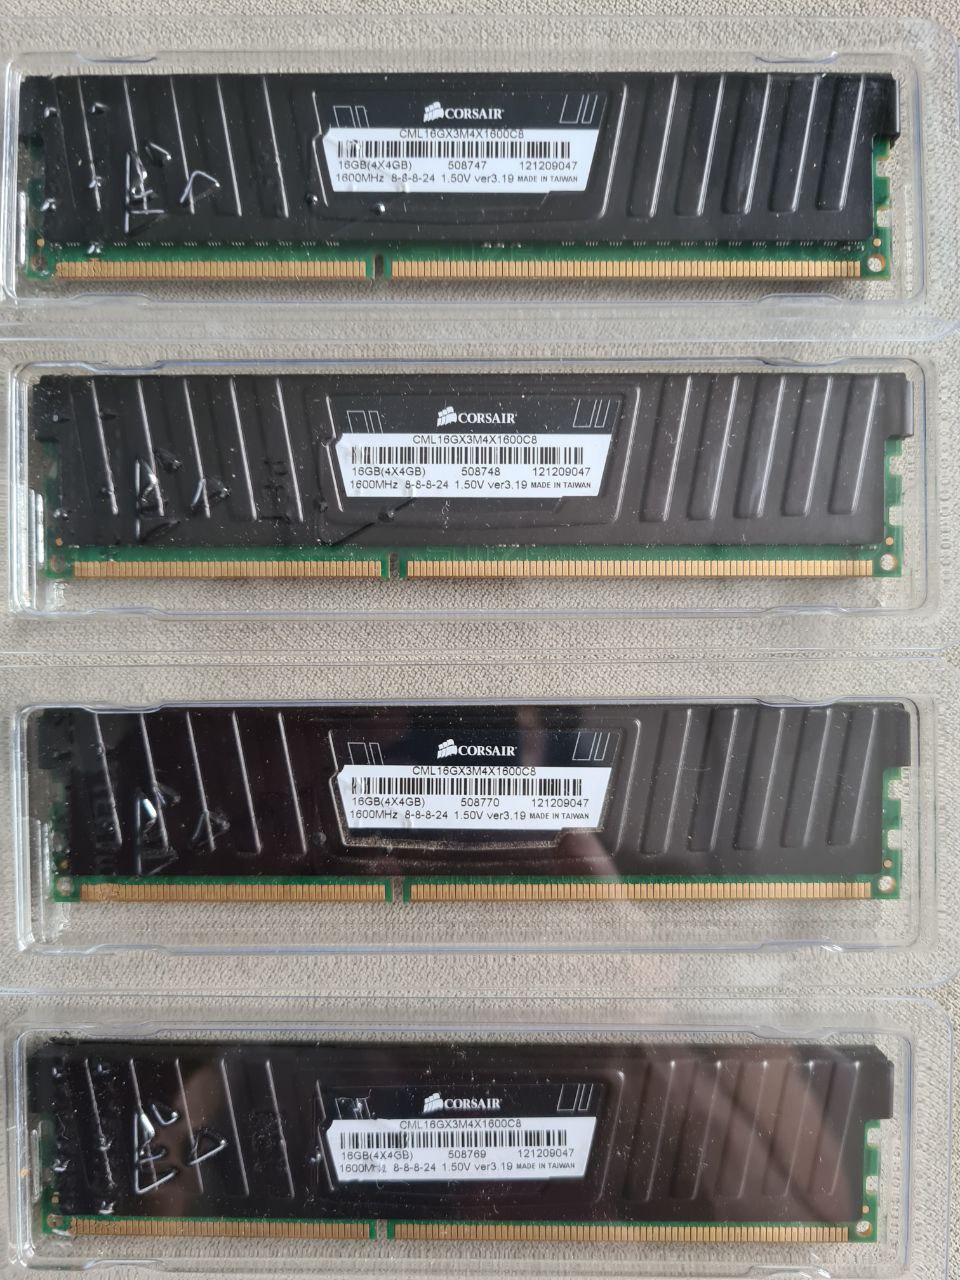 CORSAIR
CML16GX3M4X1600C8
16GB(4X4GB) 508747 121209047
1600MHz 8-8-8-24 1.50V ver3.19 MADE IN TAIWAN
CORSAIR
CML16GX3M4X1600C8
16GB(4X4GB) 508748 121209047
1600MHz 8-8-8-24 1.50V ver3.19 MADE IN TAIWAN
CORSAIR
CML16GX3M4X1600C8
16GB(4X4GB) 508770 121209047
1600MHz 8-8-8-24 1.50V ver3.19 MADE IN TAIWAN
CORSAIR
CML16GX3M4X1600C8
16GB(4X4GB) 508769 121209047
1600MHz 8-8-8-24 1.50V ver3.19 MADE IN TAIWAN